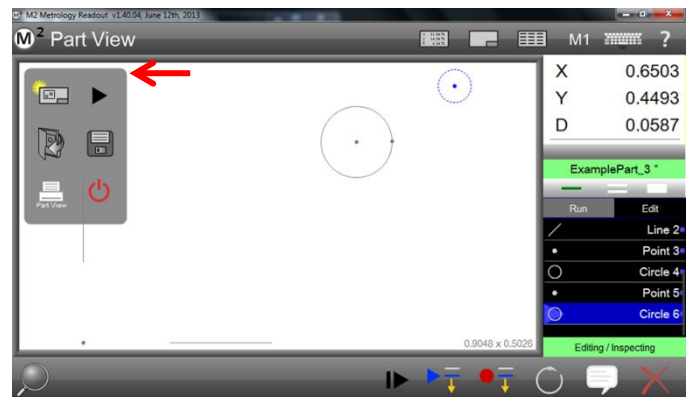 M² M2 Metrology Readout v1.40.04, June 12th, 2013
M² Part View
M1 ?
X 0.6503
Y 0.4493
D 0.0587
ExamplePart_3 *
Run Edit
Line 2
Point 3
Circle 4
Point 5
Circle 6
Part View
0.9048 x 0.5026
Editing / Inspecting